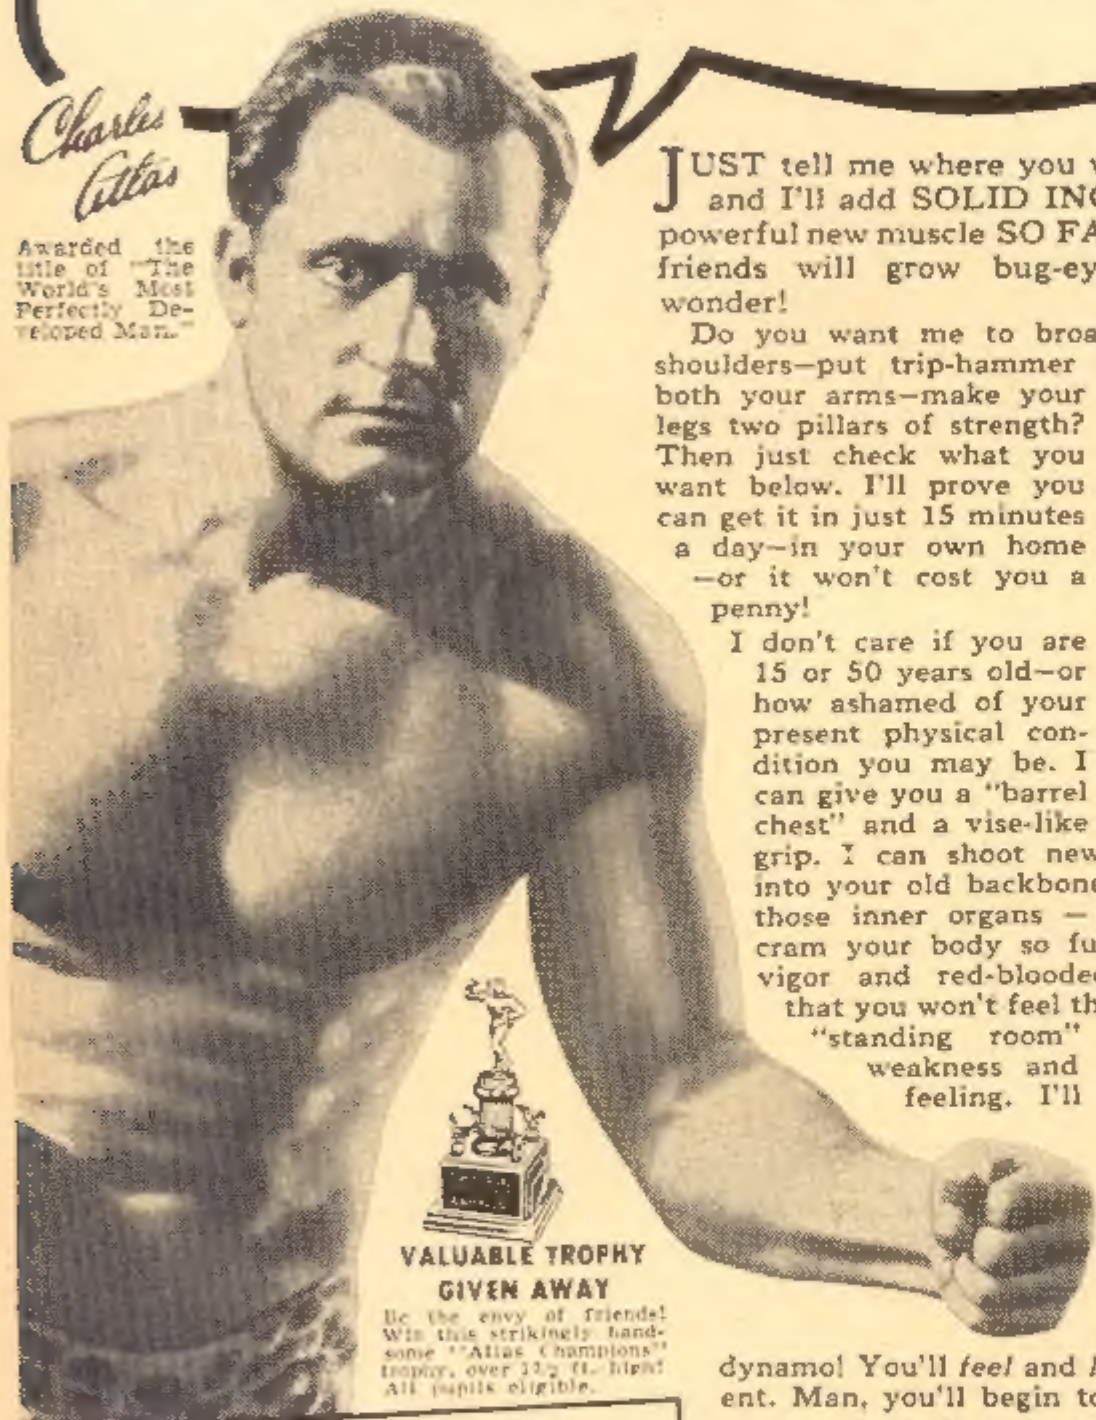 Charles
Atlas
Awarded the
title of "The
World's Most
Perfectly De-
veloped Man."
JUST tell me where you
and I'll add SOLID INC
powerful new muscle SO FA
friends will grow bug-ey
wonder!
Do you want me to broa
shoulders—put trip-hammer
both your arms—make your
legs two pillars of strength?
Then just check what you
want below. I'll prove you
can get it in just 15 minutes
a day—in your own home
—or it won't cost you a
penny!
I don't care if you are
15 or 50 years old—or
how ashamed of your
present physical con-
dition you may be. I
can give you a "barrel
chest" and a vise-like
grip. I can shoot new
into your old backbone
those inner organs —
cram your body so fu
vigor and red-blooded
that you won't feel th
"standing room"
weakness and
feeling. I'll
VALUABLE TROPHY
GIVEN AWAY
Be the envy of friends!
Win this strikingly hand-
some "Atlas Champions"
trophy, over 1½ ft. high!
All pupils eligible.
dynamo! You'll feel and
ent. Man, you'll begin to